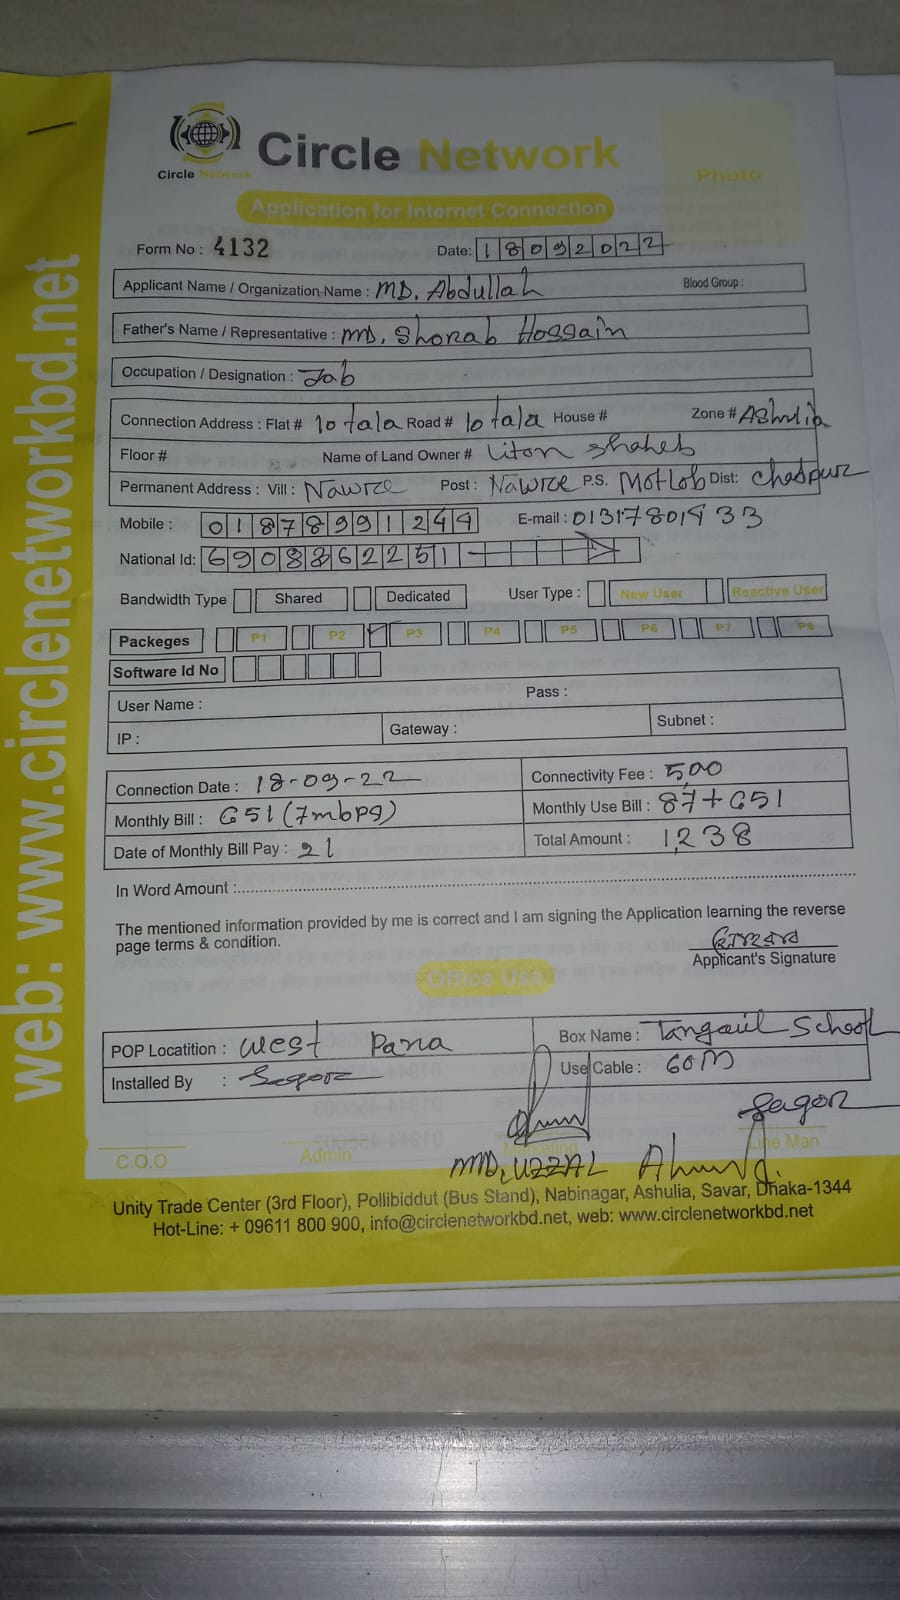 Circle Network
Circle Network
Photo
Application for Internet Connection
Form No : 4132 Date: 18092022
Applicant Name / Organization Name : MD. Abdullah Blood Group :
Father's Name / Representative : MD. Shorab Hossain
Occupation / Designation : Job
Connection Address : Flat # 10 tala Road # 10 tala House # Zone # Ashulia
Floor # Name of Land Owner # Liton Shaheb
Permanent Address : Vill : Nawrce Post : Nawrce P.S. Motlob Dist: Chadpur
Mobile : 01878991244 E-mail : 01317801933
National Id: 6908862251
Bandwidth Type Shared Dedicated User Type : New User Reactive User
Packeges P1 P2 P3 P4 P5 P6 P7 P8
Software Id No
User Name : Pass :
IP : Gateway : Subnet :
Connection Date : 18-09-22 Connectivity Fee : 500
Monthly Bill : 651 (7mbps) Monthly Use Bill : 87+651
Date of Monthly Bill Pay : 21 Total Amount : 1,238
In Word Amount :
The mentioned information provided by me is correct and I am signing the Application learning the reverse
page terms & condition.
Applicant's Signature
Office Use
POP Locatition : West Para Box Name : Tangail School
Installed By : Sagor Use Cable : 60M
Sagor
C.O.O Admin Marketing Line Man
MD, UZZAL Ahmed.
Unity Trade Center (3rd Floor), Pollibiddut (Bus Stand), Nabinagar, Ashulia, Savar, Dhaka-1344
Hot-Line: + 09611 800 900, info@circlenetworkbd.net, web: www.circlenetworkbd.net
web: www.circlenetworkbd.net